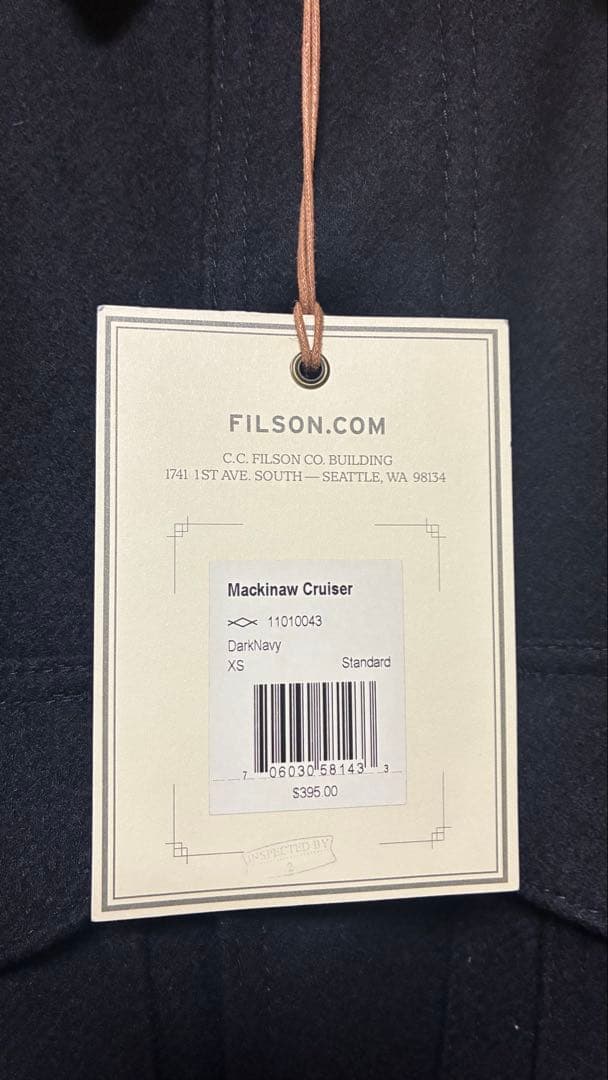 FILSON.COM
C.C. FILSON CO. BUILDING
1741 1ST AVE. SOUTH — SEATTLE, WA 98134
Mackinaw Cruiser
11010043
DarkNavy
XS Standard
7 06030 58143 3
$395.00
INSPECTED BY
2